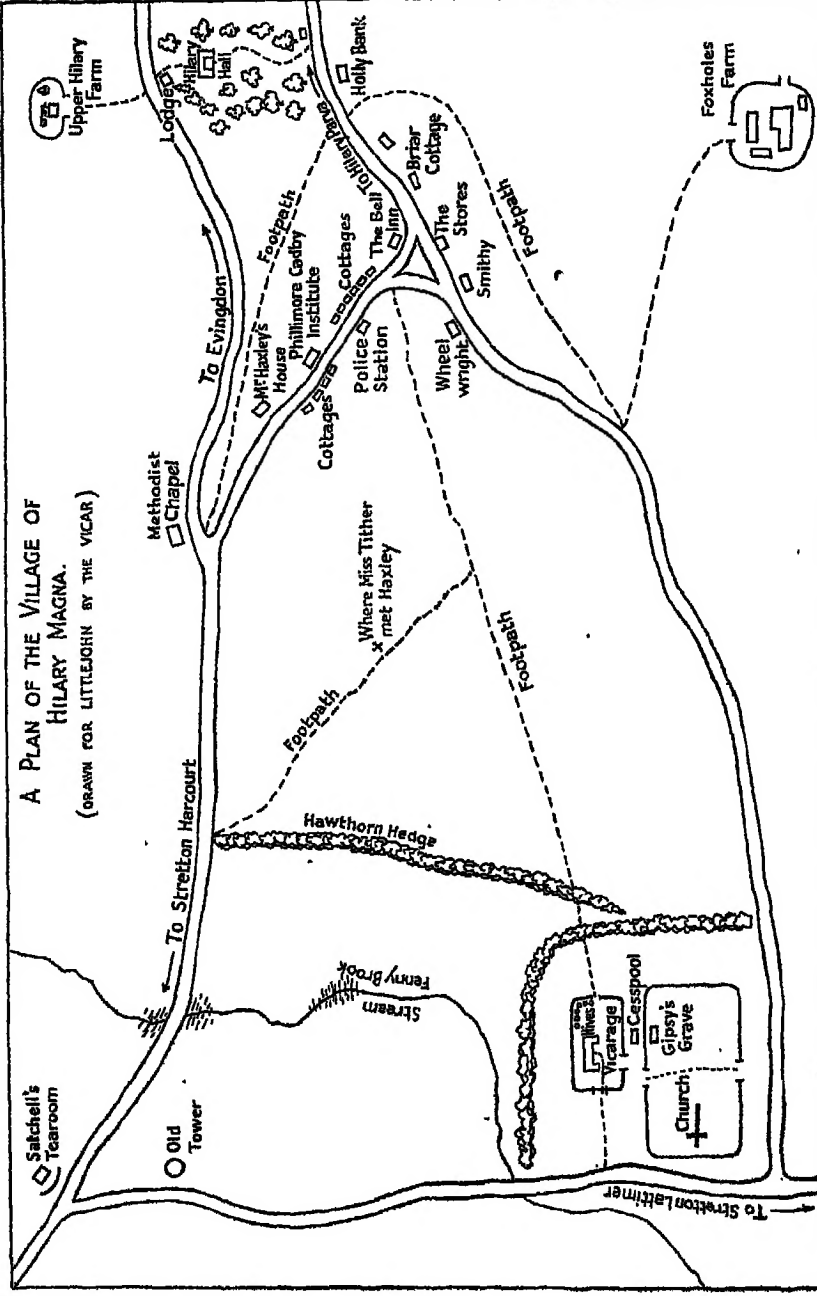 A PLAN OF THE VILLAGE OF
HILARY MAGNA.
(DRAWN FOR LITTLEJOHN BY THE VICAR)
Satchell's
Tearoom
Old
Tower
To Stretton Harcourt
Fenny Brook
Stream
Hawthorn Hedge
Footpath
Where Miss Tither
x met Haxley
Footpath
Methodist
Chapel
To Evingdon
Footpath
Upper Hilary
Farm
Lodge
Hilary
Hall
To Hilary Parva
Holly Bank
Mr Haxley's
House
Phillimore Cadby
Institute
Cottages
Cottages
The Bell
Inn
Police
Station
Briar
Cottage
The
Stores
Smithy
Wheel
wright
Footpath
Foxholes
Farm
Hives
Vicarage
Cesspool
Gipsy's
Grave
Church
To Stretton Lattimer